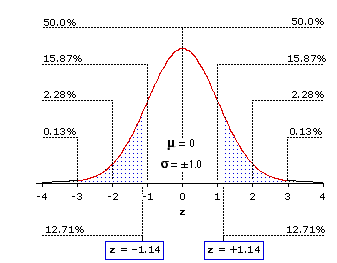 50.0% 50.0%
15.87% 15.87%
2.28% 2.28%
0.13% 0.13%
μ = 0
σ = ±1.0
-4 -3 -2 -1 0 1 2 3 4
z
12.71% 12.71%
z = -1.14 z = +1.14